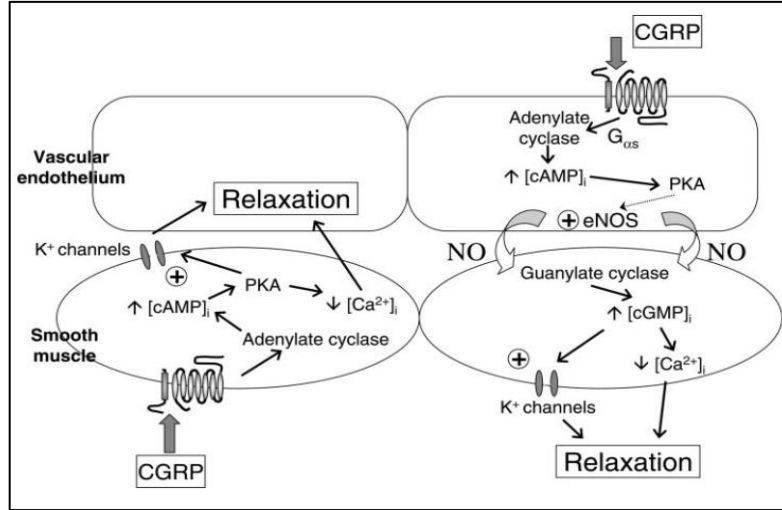 CGRP
Adenylate
cyclase
Gαs
↑ [cAMP]i
PKA
Vascular
endothelium
Relaxation
+ eNOS
K+ channels
NO
NO
+
PKA
Guanylate cyclase
↑ [cAMP]i
↓ [Ca2+]i
↑ [cGMP]i
Smooth
muscle
Adenylate cyclase
+
↓ [Ca2+]i
K+ channels
CGRP
Relaxation